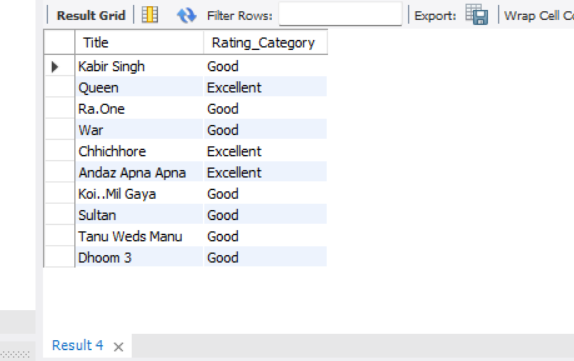 Result Grid Filter Rows: Export: Wrap Cell Co
Title Rating_Category
Kabir Singh Good
Queen Excellent
Ra.One Good
War Good
Chhichhore Excellent
Andaz Apna Apna Excellent
Koi..Mil Gaya Good
Sultan Good
Tanu Weds Manu Good
Dhoom 3 Good
Result 4